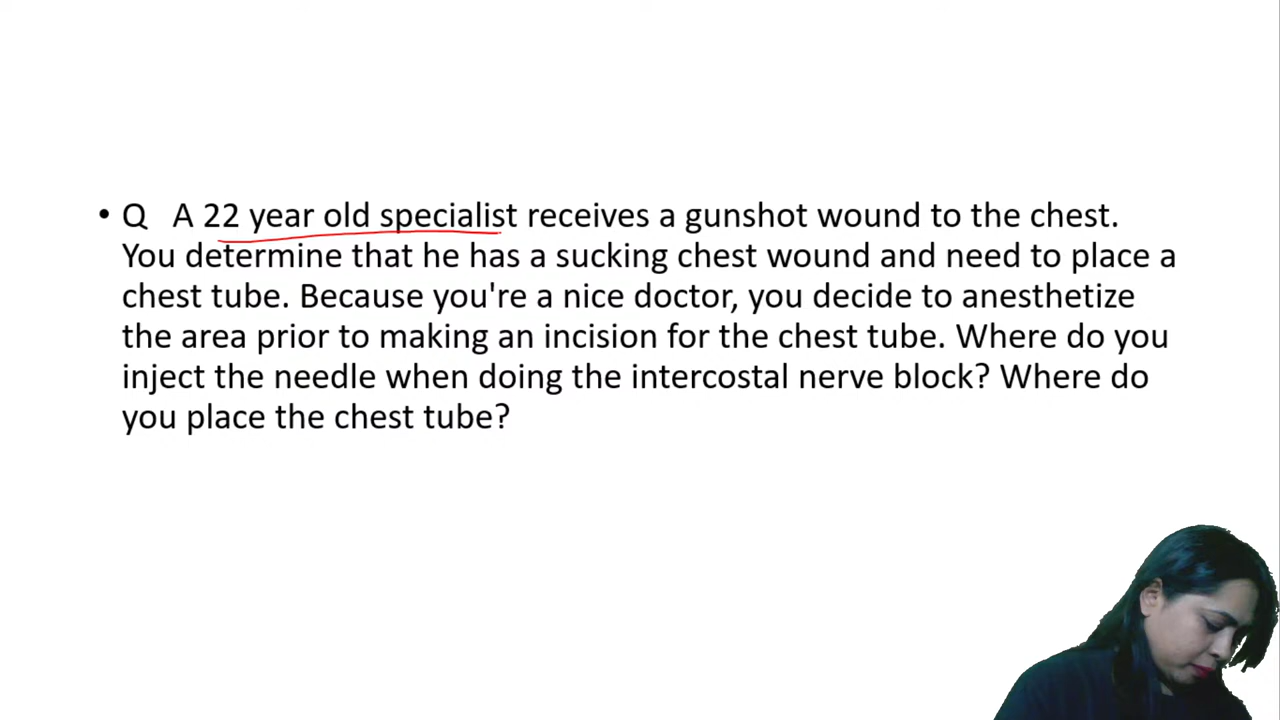 • Q A 22 year old specialist receives a gunshot wound to the chest.
You determine that he has a sucking chest wound and need to place a
chest tube. Because you're a nice doctor, you decide to anesthetize
the area prior to making an incision for the chest tube. Where do you
inject the needle when doing the intercostal nerve block? Where do
you place the chest tube?